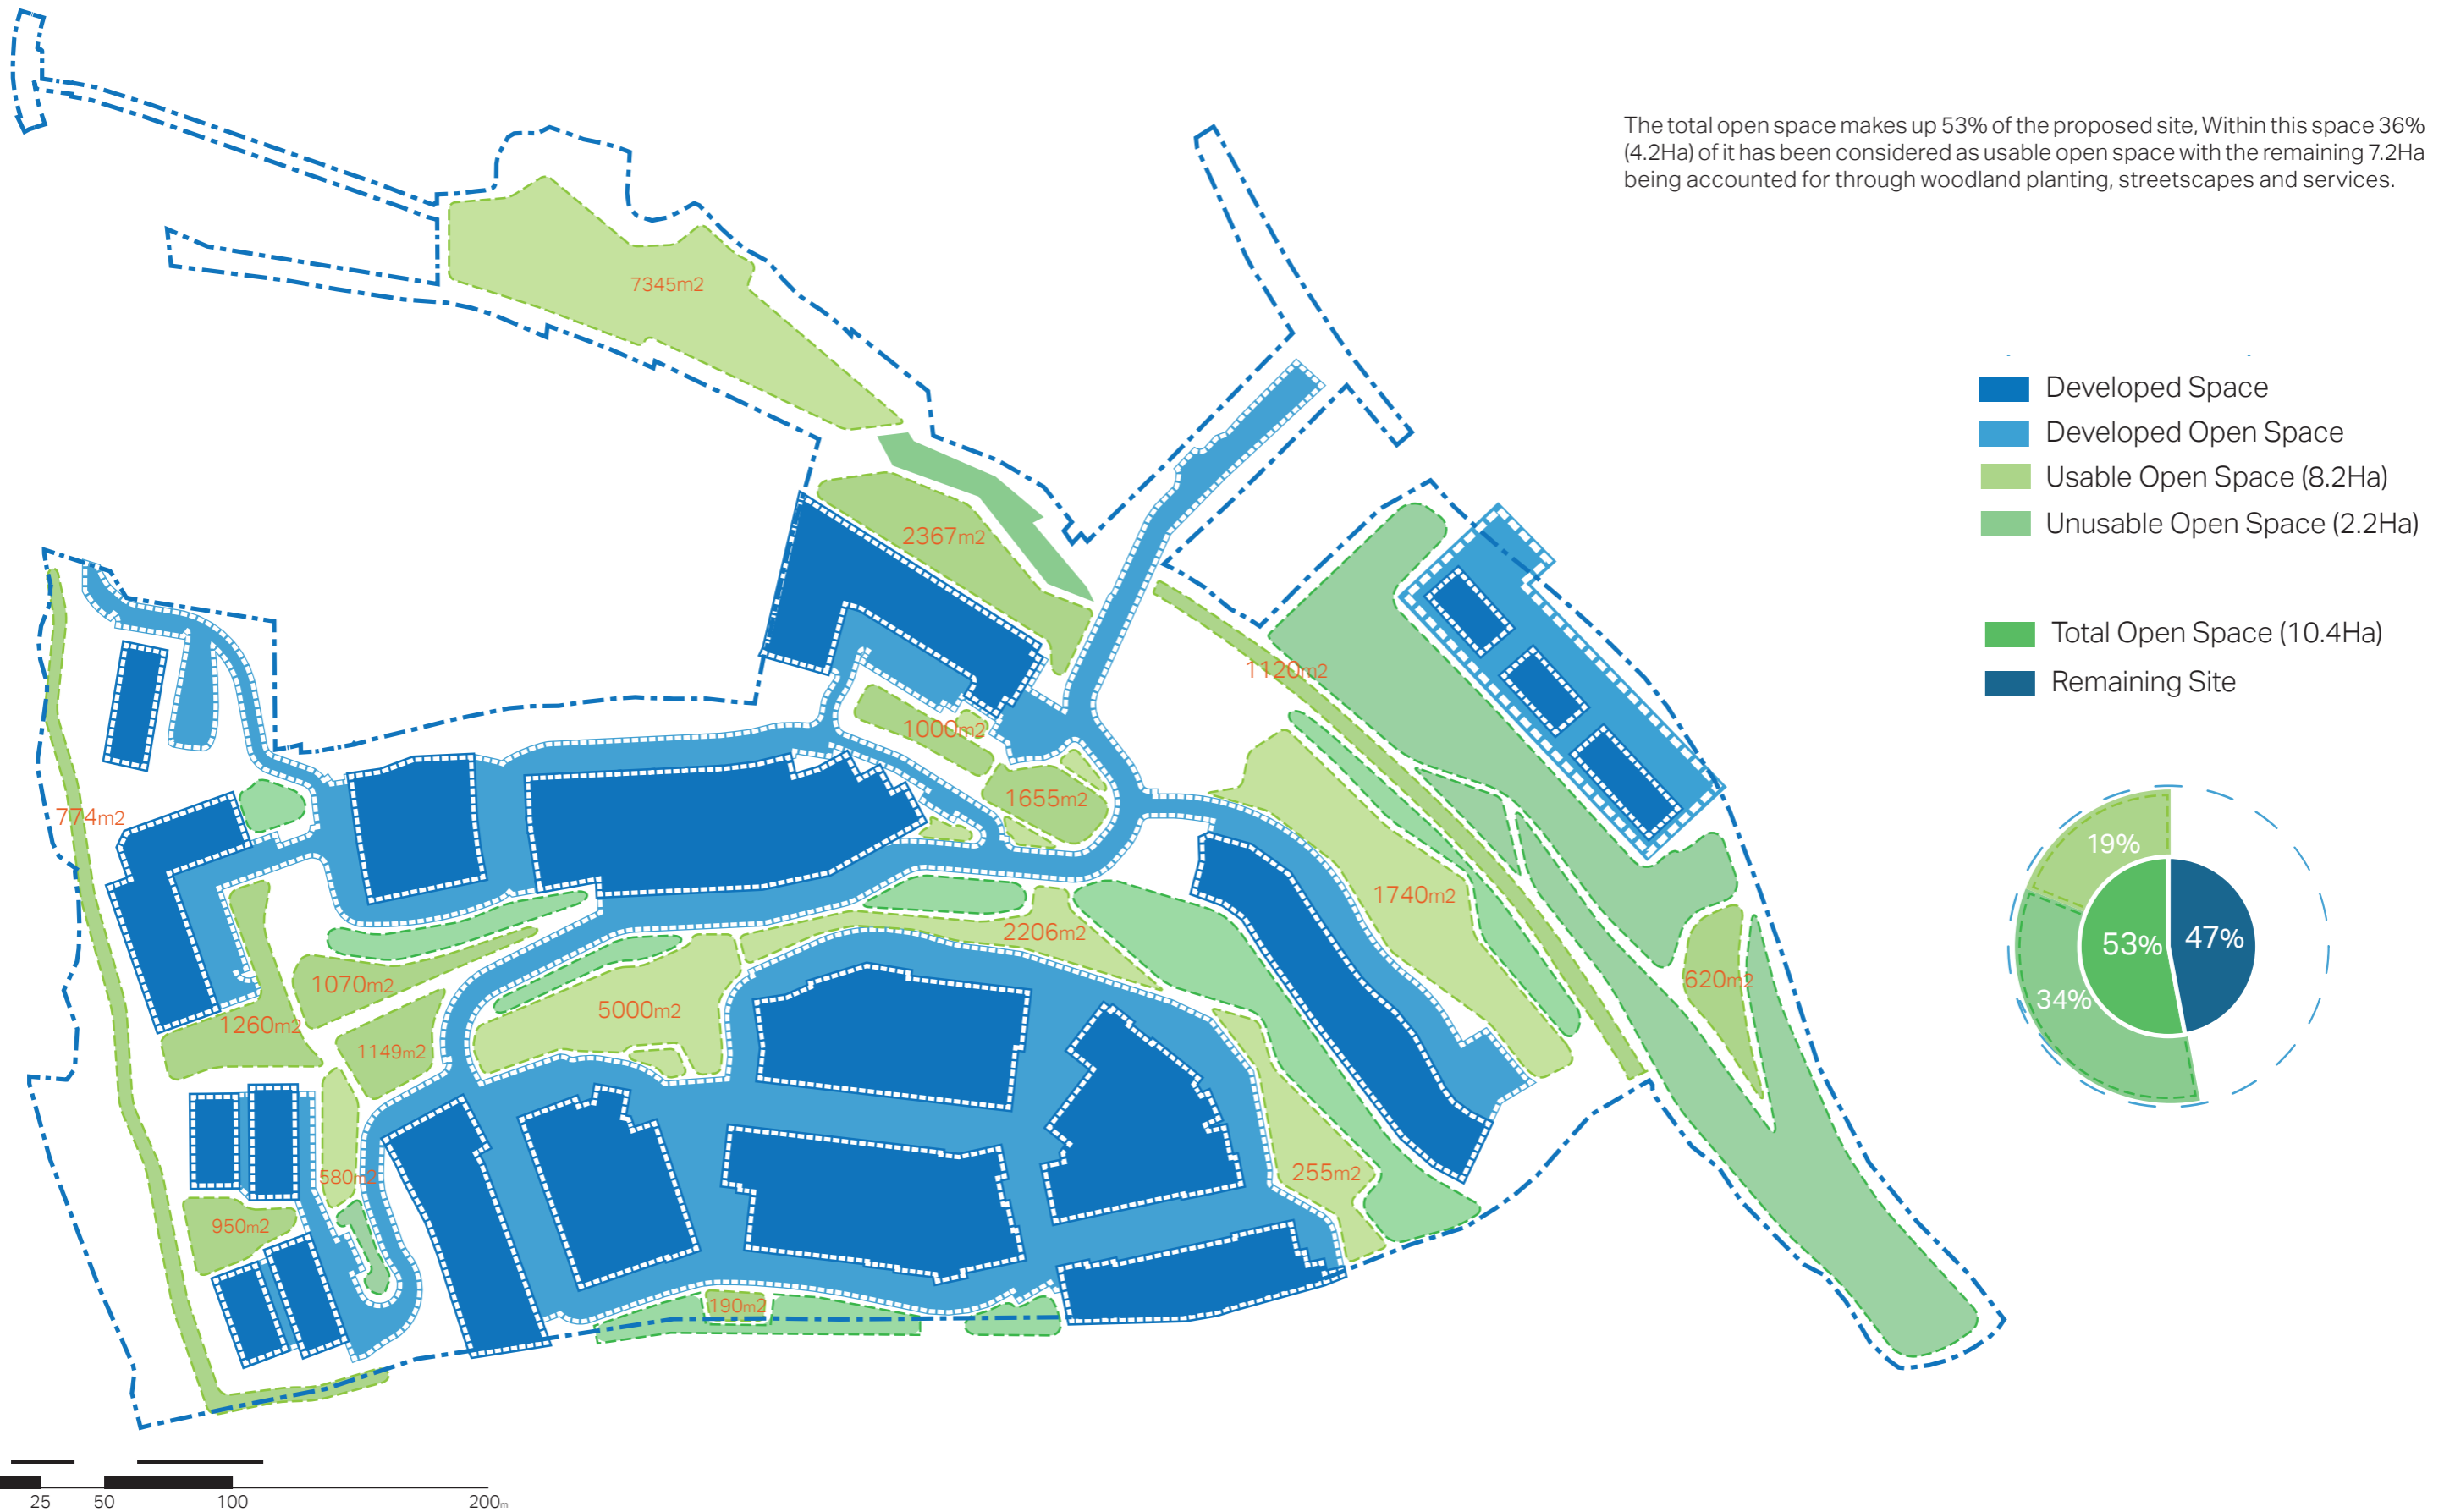 The total open space makes up 53% of the proposed site, Within this space 36%
(4.2Ha) of it has been considered as usable open space with the remaining 7.2Ha
being accounted for through woodland planting, streetscapes and services.
7345m2
Developed Space
Developed Open Space
Usable Open Space (8.2Ha)
Unusable Open Space (2.2Ha)
Total Open Space (10.4Ha)
Remaining Site
2367m2
1120m2
1000m2
1655m2
774m2
1740m2
2206m2
1070m2
5000m2
620m2
1260m2
1149m2
580m2
255m2
950m2
190m2
19%
53%
47%
34%
25 50 100 200m